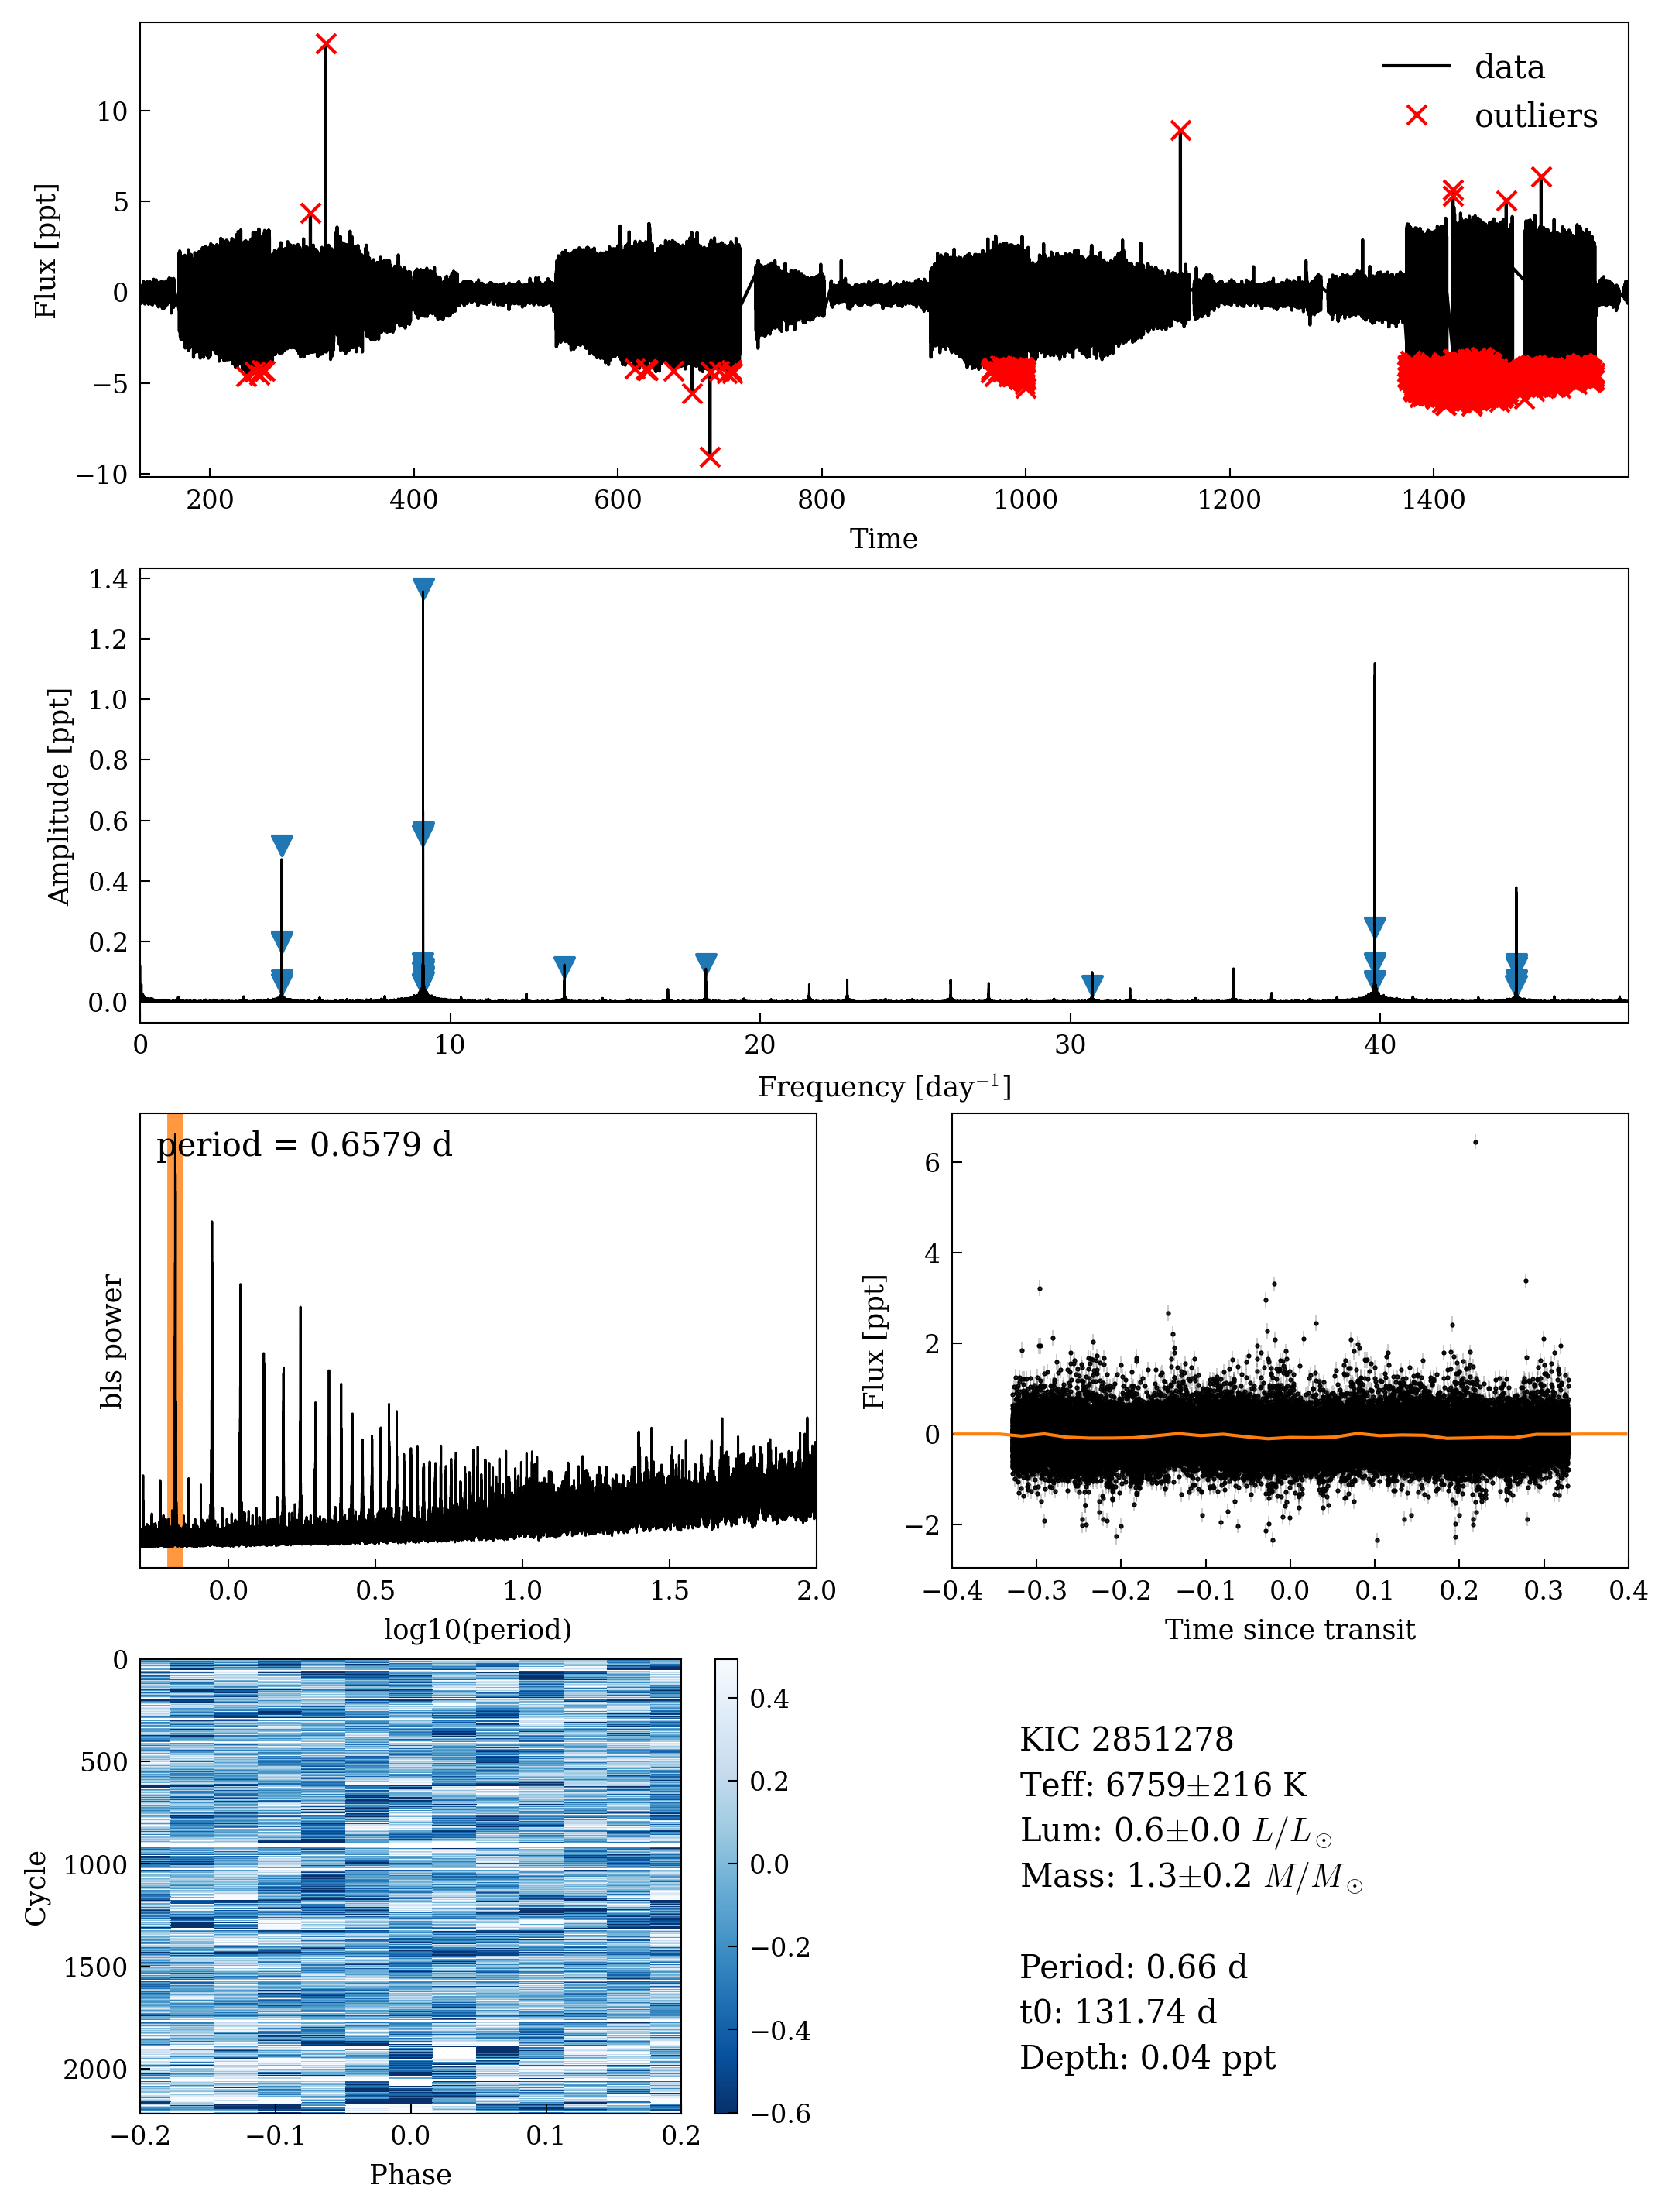 data
outliers
10
5
0
−5
−10
Flux [ppt]
200 400 600 800 1000 1200 1400
Time
1.4
1.2
1.0
0.8
0.6
0.4
0.2
0.0
Amplitude [ppt]
0 10 20 30 40
Frequency [day⁻¹]
period = 0.6579 d
bls power
0.0 0.5 1.0 1.5 2.0
log10(period)
6
4
2
0
−2
Flux [ppt]
−0.4 −0.3 −0.2 −0.1 0.0 0.1 0.2 0.3 0.4
Time since transit
0
500
1000
1500
2000
Cycle
−0.2 −0.1 0.0 0.1 0.2
Phase
0.4
0.2
0.0
−0.2
−0.4
−0.6
KIC 2851278
Teff: 6759±216 K
Lum: 0.6±0.0 L/L⊙
Mass: 1.3±0.2 M/M⊙
Period: 0.66 d
t0: 131.74 d
Depth: 0.04 ppt